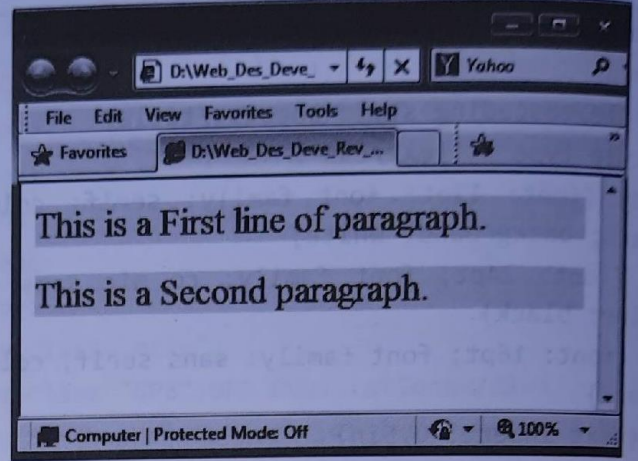 D:\Web_Des_Deve_ Yahoo
File Edit View Favorites Tools Help
Favorites D:\Web_Des_Deve_Rev_...
This is a First line of paragraph.
This is a Second paragraph.
Computer | Protected Mode: Off 100%